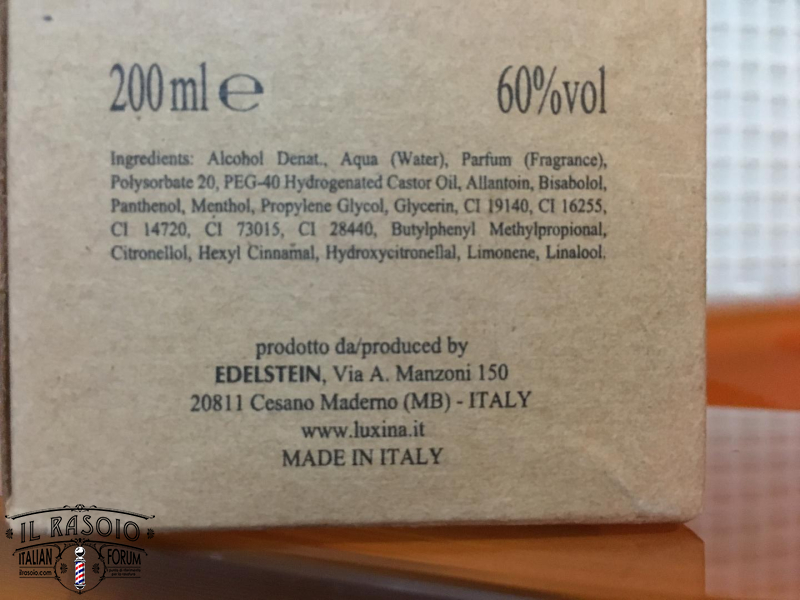 200 ml ℮ 60%vol
Ingredients: Alcohol Denat., Aqua (Water), Parfum (Fragrance),
Polysorbate 20, PEG-40 Hydrogenated Castor Oil, Allantoin, Bisabolol,
Panthenol, Menthol, Propylene Glycol, Glycerin, CI 19140, CI 16255,
CI 14720, CI 73015, CI 28440, Butylphenyl Methylpropional,
Citronellol, Hexyl Cinnamal, Hydroxycitronellal, Limonene, Linalool.
prodotto da/produced by
EDELSTEIN, Via A. Manzoni 150
20811 Cesano Maderno (MB) - ITALY
www.luxina.it
MADE IN ITALY
IL RASOIO
ITALIAN FORUM
ilrasoio.com